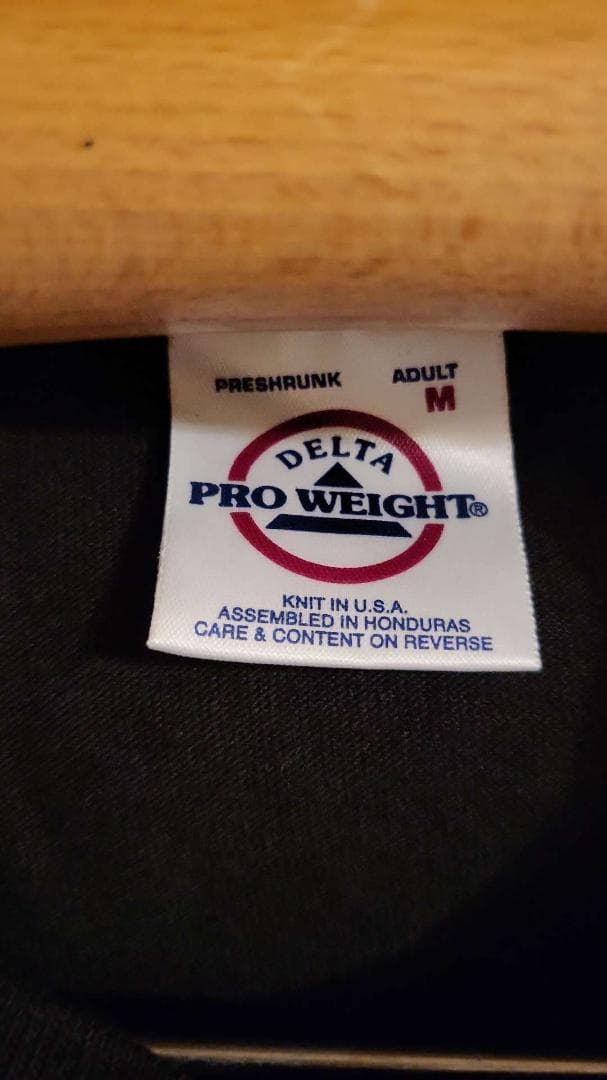 PRESHRUNK ADULT
M
DELTA
PRO WEIGHT®
KNIT IN U.S.A.
ASSEMBLED IN HONDURAS
CARE & CONTENT ON REVERSE